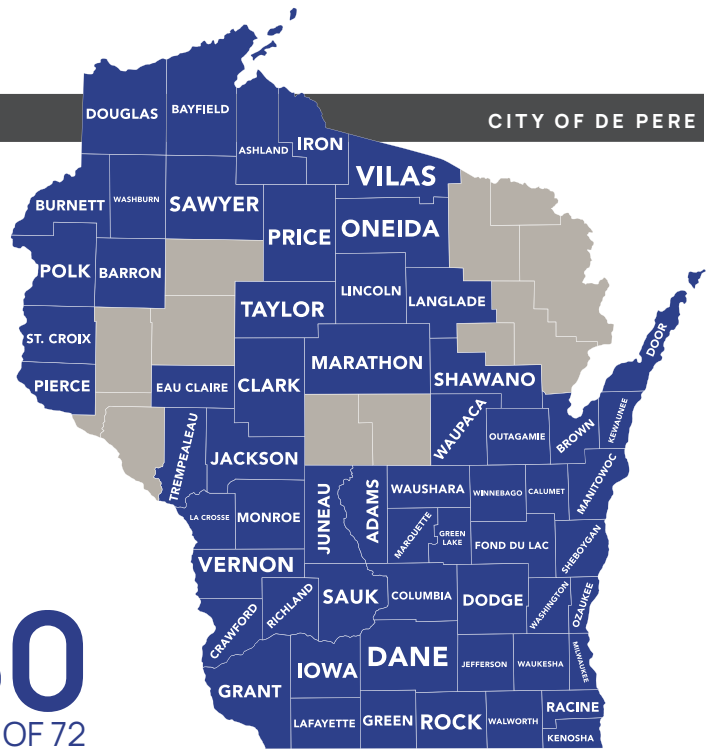 CITY OF DE PERE
DOUGLAS
BAYFIELD
ASHLAND
IRON
VILAS
BURNETT
WASHBURN
SAWYER
PRICE
ONEIDA
POLK
BARRON
TAYLOR
LINCOLN
LANGLADE
DOOR
ST. CROIX
PIERCE
EAU CLAIRE
CLARK
MARATHON
SHAWANO
TREMPEALEAU
JACKSON
WAUPACA
OUTAGAMIE
BROWN
KEWAUNEE
LA CROSSE
MONROE
JUNEAU
ADAMS
WAUSHARA
WINNEBAGO
CALUMET
MANITOWOC
MARQUETTE
GREEN
LAKE
FOND DU LAC
SHEBOYGAN
VERNON
CRAWFORD
RICHLAND
SAUK
COLUMBIA
DODGE
WASHINGTON
OZAUKEE
GRANT
IOWA
DANE
JEFFERSON
WAUKESHA
MILWAUKEE
LAFAYETTE
GREEN
ROCK
WALWORTH
RACINE
KENOSHA
0
OF 72